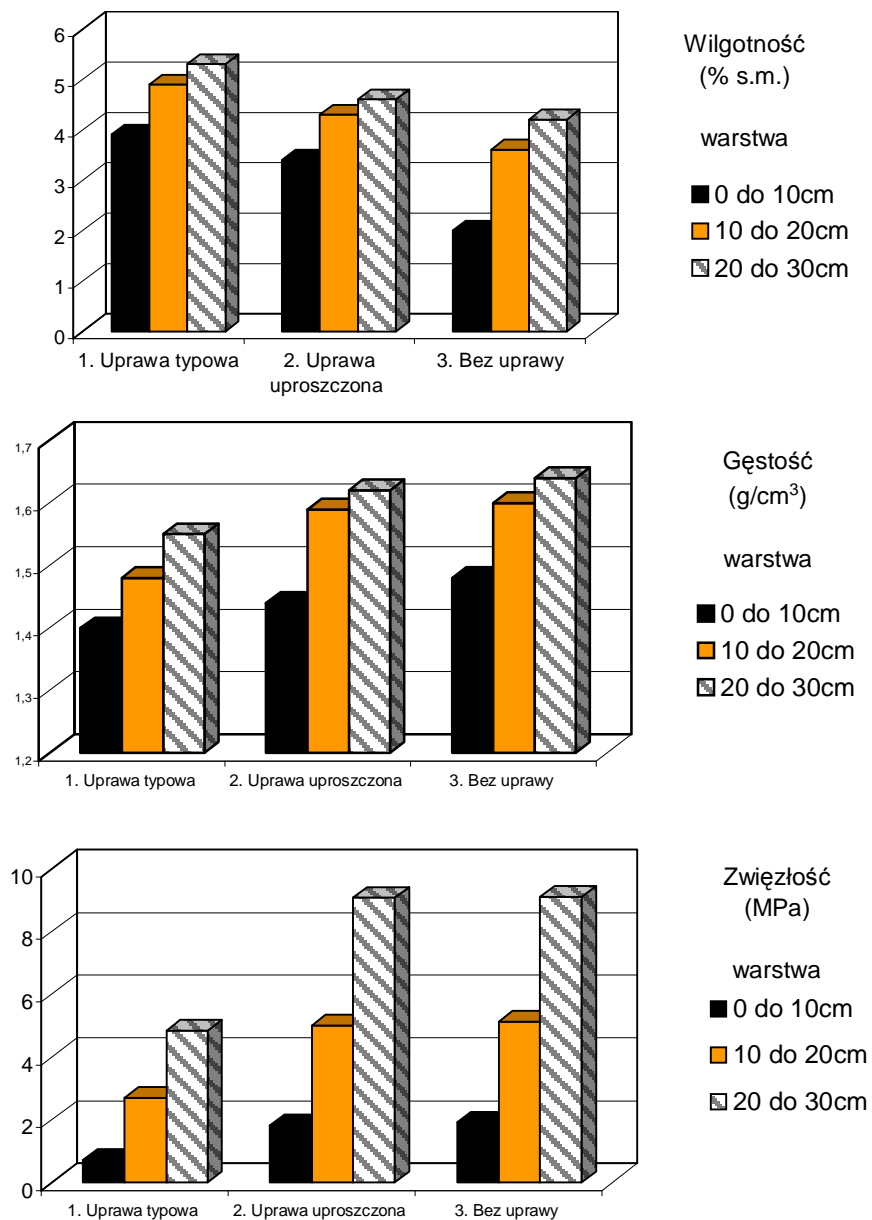 6
5
4
3
2
1
0
1. Uprawa typowa
2. Uprawa
uproszczona
3. Bez uprawy
Wilgotność
(% s.m.)
warstwa
0 do 10cm
10 do 20cm
20 do 30cm
1,7
1,6
1,5
1,4
1,3
1,2
1. Uprawa typowa
2. Uprawa uproszczona
3. Bez uprawy
Gęstość
(g/cm³)
warstwa
0 do 10cm
10 do 20cm
20 do 30cm
10
8
6
4
2
0
1. Uprawa typowa
2. Uprawa uproszczona
3. Bez uprawy
Zwięzłość
(MPa)
warstwa
0 do 10cm
10 do 20cm
20 do 30cm